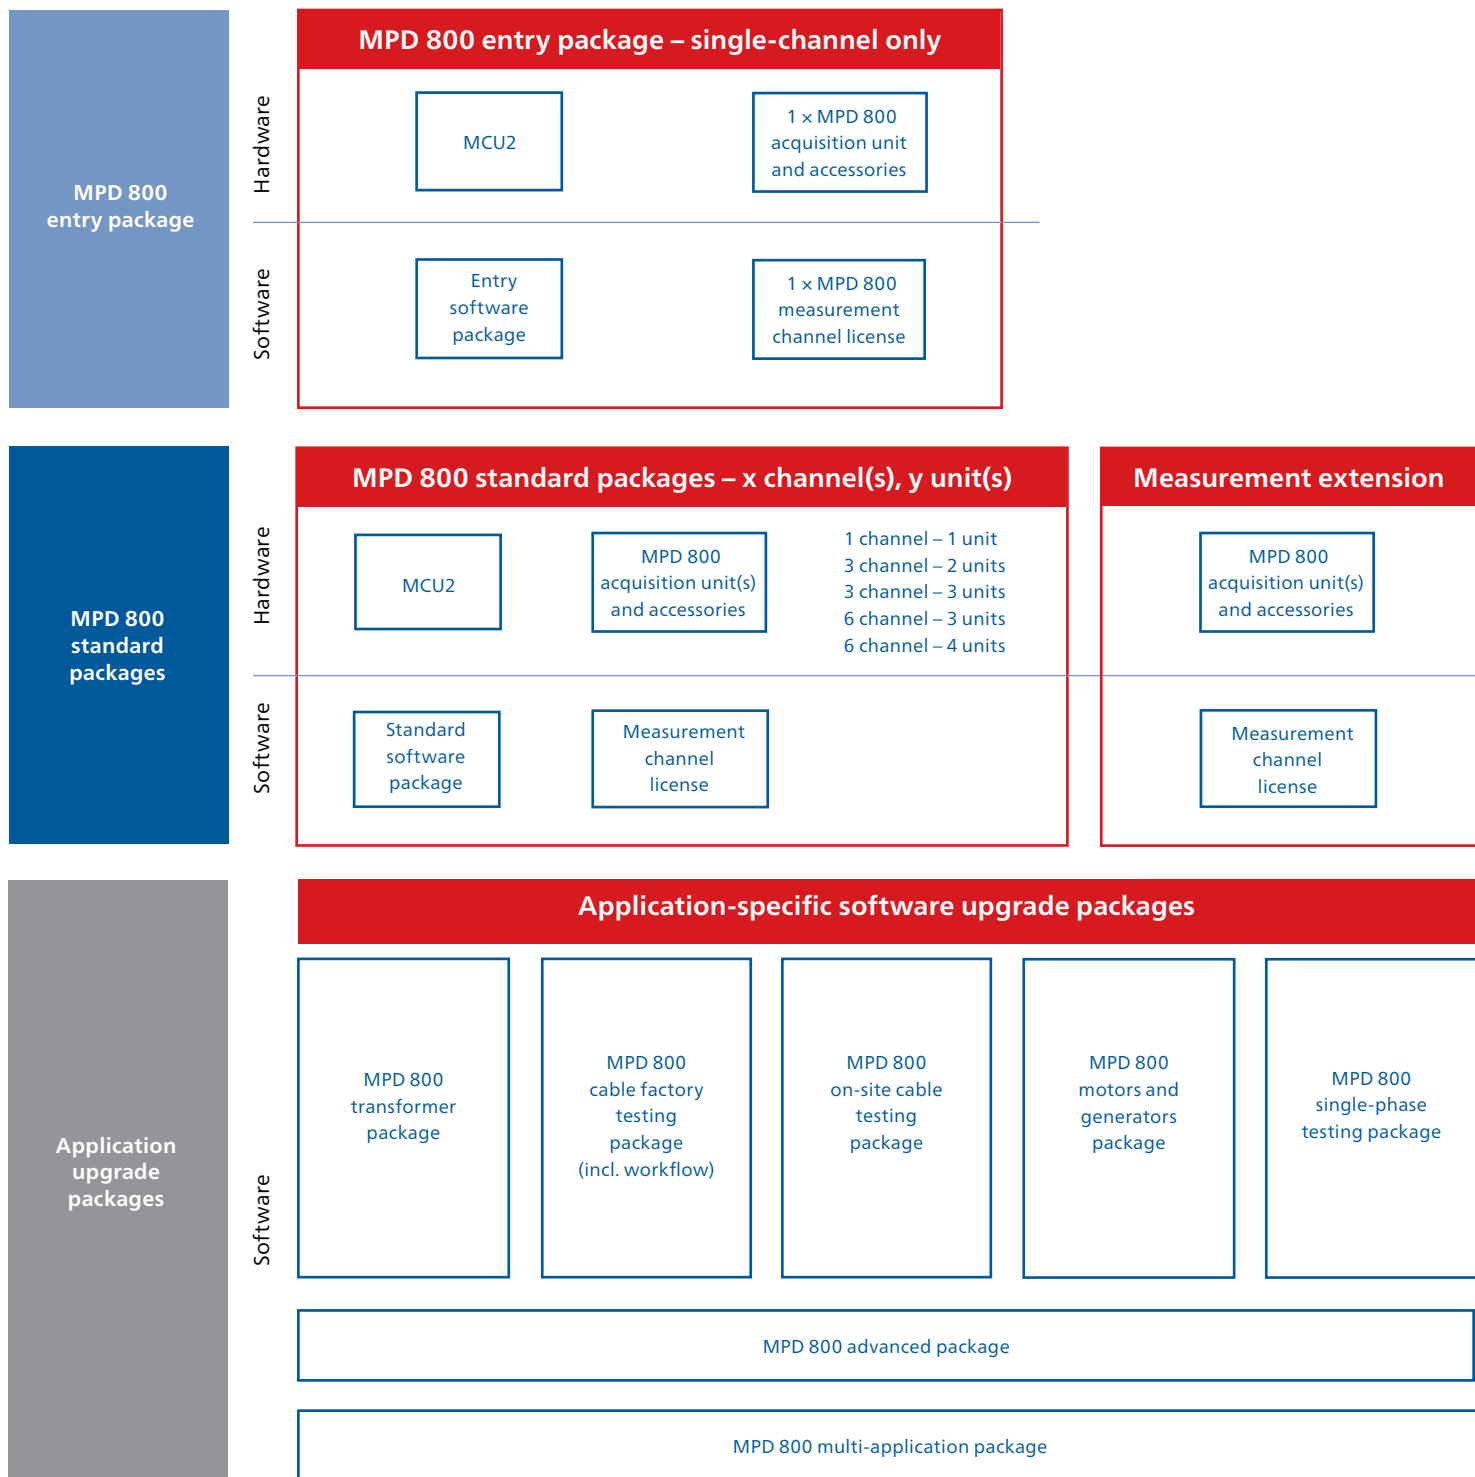 MPD 800
entry package
MPD 800 entry package – single-channel only
Hardware
MCU2
1 × MPD 800
acquisition unit
and accessories
Software
Entry
software
package
1 × MPD 800
measurement
channel license
MPD 800
standard
packages
MPD 800 standard packages – x channel(s), y unit(s)
Hardware
MCU2
MPD 800
acquisition unit(s)
and accessories
1 channel – 1 unit
3 channel – 2 units
3 channel – 3 units
6 channel – 3 units
6 channel – 4 units
Software
Standard
software
package
Measurement
channel
license
Measurement extension
MPD 800
acquisition unit(s)
and accessories
Measurement
channel
license
Application
upgrade
packages
Application-specific software upgrade packages
Software
MPD 800
transformer
package
MPD 800
cable factory
testing
package
(incl. workflow)
MPD 800
on-site cable
testing
package
MPD 800
motors and
generators
package
MPD 800
single-phase
testing package
MPD 800 advanced package
MPD 800 multi-application package